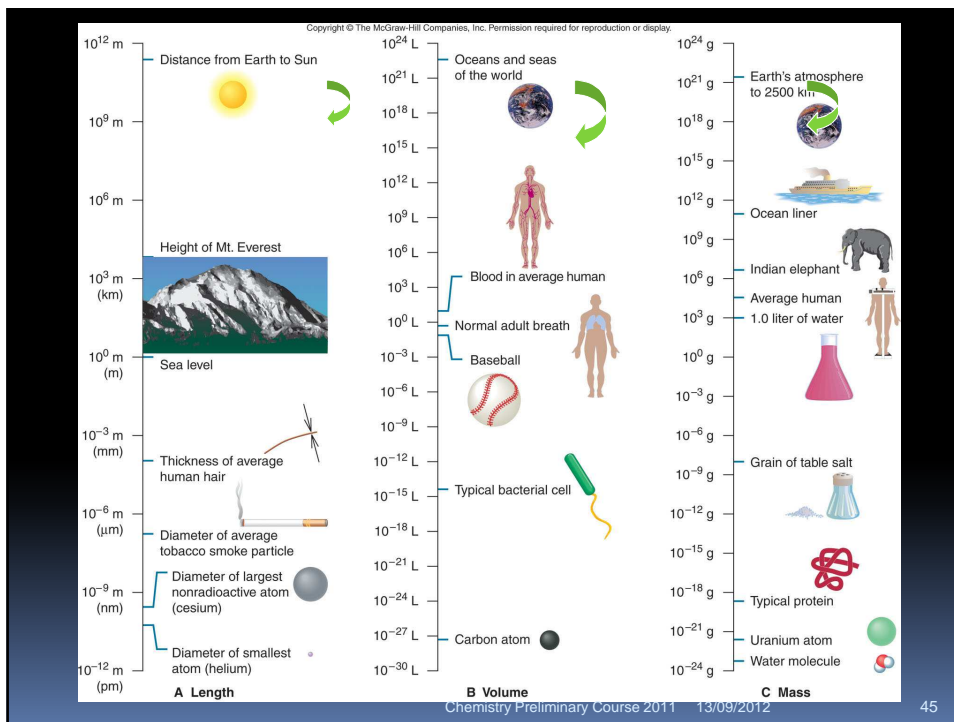 Copyright © The McGraw-Hill Companies, Inc. Permission required for reproduction or display.
10¹² m
Distance from Earth to Sun
10⁹ m
10⁶ m
Height of Mt. Everest
10³ m
(km)
10⁰ m
(m)
Sea level
10⁻³ m
(mm)
Thickness of average
human hair
10⁻⁶ m
(μm)
Diameter of average
tobacco smoke particle
Diameter of largest
nonradioactive atom
(cesium)
10⁻⁹ m
(nm)
Diameter of smallest
atom (helium)
10⁻¹² m
(pm)
A Length
10²⁴ L
Oceans and seas
of the world
10²¹ L
10¹⁸ L
10¹⁵ L
10¹² L
10⁹ L
10⁶ L
Blood in average human
10³ L
10⁰ L
Normal adult breath
10⁻³ L
Baseball
10⁻⁶ L
10⁻⁹ L
10⁻¹² L
Typical bacterial cell
10⁻¹⁵ L
10⁻¹⁸ L
10⁻²¹ L
10⁻²⁴ L
10⁻²⁷ L
Carbon atom
10⁻³⁰ L
B Volume
10²⁴ g
Earth's atmosphere
to 2500 km
10²¹ g
10¹⁸ g
10¹⁵ g
10¹² g
Ocean liner
10⁹ g
Indian elephant
10⁶ g
Average human
1.0 liter of water
10³ g
10⁰ g
10⁻³ g
10⁻⁶ g
Grain of table salt
10⁻⁹ g
10⁻¹² g
10⁻¹⁵ g
10⁻¹⁸ g
Typical protein
10⁻²¹ g
Uranium atom
Water molecule
10⁻²⁴ g
C Mass
Chemistry Preliminary Course 2011 13/09/2012 45